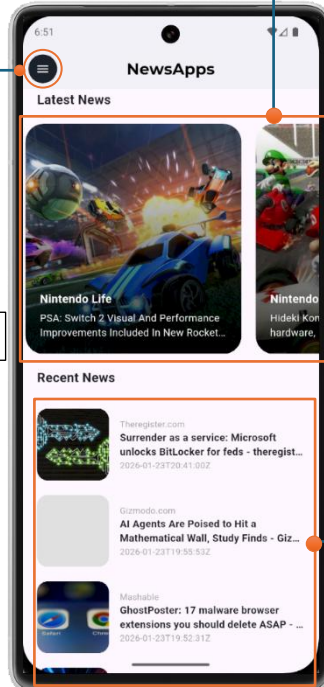 6:51
NewsApps
Latest News
Nintendo Life
PSA: Switch 2 Visual And Performance
Improvements Included In New Rocket...
Nintendo
Hideki Kon
hardware,
Recent News
Theregister.com
Surrender as a service: Microsoft
unlocks BitLocker for feds - theregist...
2026-01-23T20:41:00Z
Gizmodo.com
AI Agents Are Poised to Hit a
Mathematical Wall, Study Finds - Giz...
2026-01-23T19:55:53Z
Mashable
GhostPoster: 17 malware browser
extensions you should delete ASAP - ...
2026-01-23T19:52:31Z
Safari